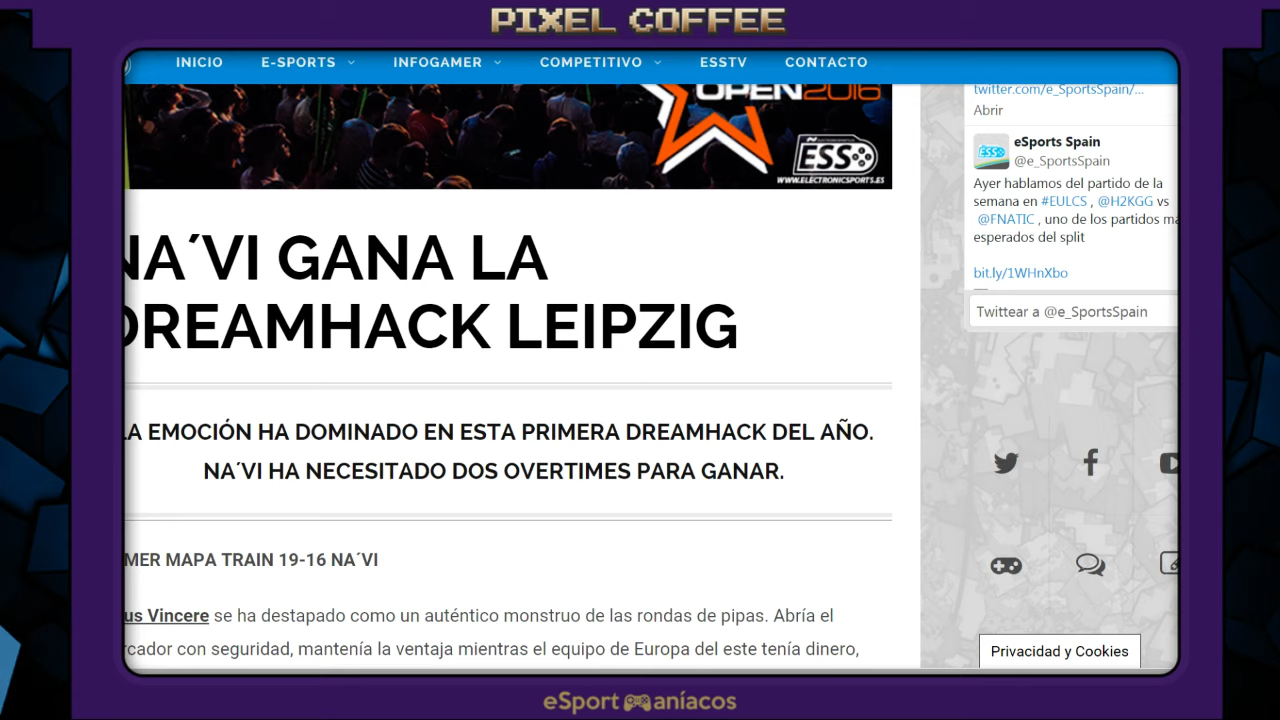 PIXEL COFFEE
INICIO E-SPORTS INFOGAMER COMPETITIVO ESSTV CONTACTO
OPEN2016
ESS
WWW.ELECTRONICSPORTS.ES
NA´VI GANA LA
DREAMHACK LEIPZIG
LA EMOCIÓN HA DOMINADO EN ESTA PRIMERA DREAMHACK DEL AÑO.
NA´VI HA NECESITADO DOS OVERTIMES PARA GANAR.
MER MAPA TRAIN 19-16 NA´VI
us Vincere se ha destapado como un auténtico monstruo de las rondas de pipas. Abría el
rcador con seguridad, mantenía la ventaja mientras el equipo de Europa del este tenía dinero,
twitter.com/e_SportsSpain/...
Abrir
eSports Spain
@e_SportsSpain
Ayer hablamos del partido de la
semana en #EULCS , @H2KGG vs
@FNATIC , uno de los partidos ma
esperados del split
bit.ly/1WHnXbo
Twittear a @e_SportsSpain
Privacidad y Cookies
eSportmaníacos